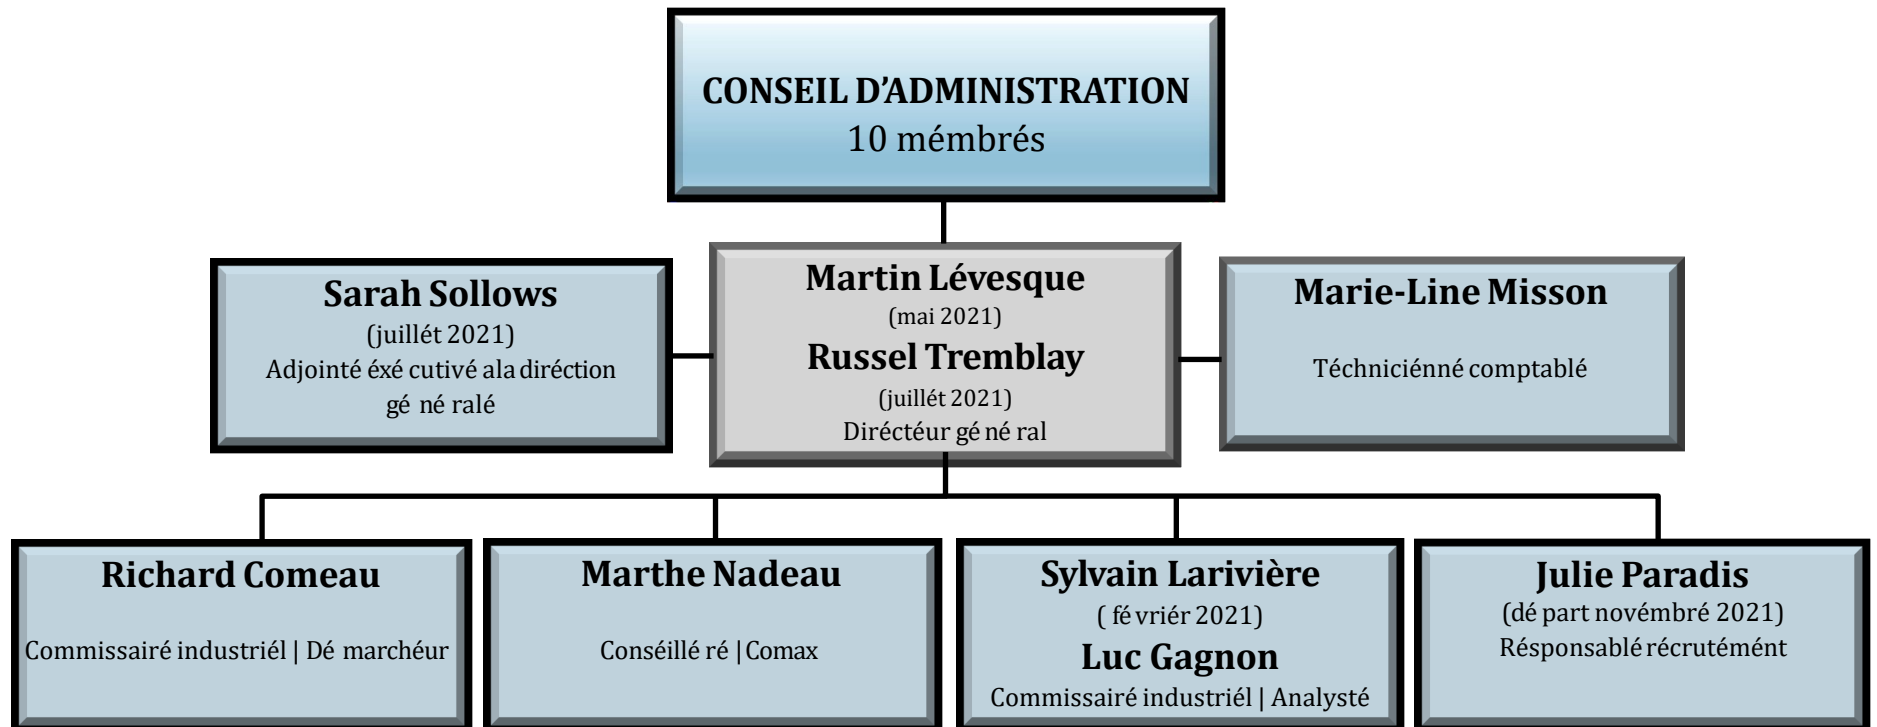 CONSEIL D’ADMINISTRATION
10 mémbrés
Sarah Sollows
(juillét 2021)
Adjointé éxé cutivé ala diréction
gé né ralé
Martin Lévesque
(mai 2021)
Russel Tremblay
(juillét 2021)
Diréctéur gé né ral
Marie-Line Misson
Téchniciénné comptablé
Richard Comeau
Commissairé industriél | Dé marchéur
Marthe Nadeau
Conséillé ré | Comax
Sylvain Larivière
( fé vriér 2021)
Luc Gagnon
Commissairé industriél | Analysté
Julie Paradis
(dé part novémbré 2021)
Résponsablé récrutémént